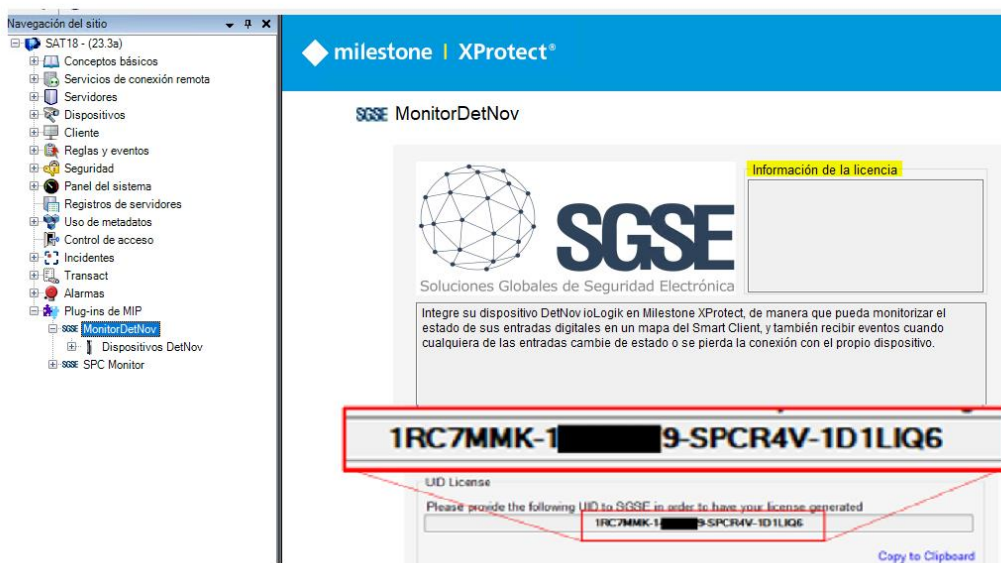 Navegación del sitio
SAT18 - (23.3a)
Conceptos básicos
Servicios de conexión remota
Servidores
Dispositivos
Cliente
Reglas y eventos
Seguridad
Panel del sistema
Registros de servidores
Uso de metadatos
Control de acceso
Incidentes
Transact
Alarmas
Plug-ins de MIP
SGSE MonitorDetNov
Dispositivos DetNov
SGSE SPC Monitor
milestone | XProtect®
SGSE MonitorDetNov
Información de la licencia
SGSE
Soluciones Globales de Seguridad Electrónica
Integre su dispositivo DetNov ioLogik en Milestone XProtect, de manera que pueda monitorizar el
estado de sus entradas digitales en un mapa del Smart Client, y también recibir eventos cuando
cualquiera de las entradas cambie de estado o se pierda la conexión con el propio dispositivo.
1RC7MMK-1 9-SPCR4V-1D1LIQ6
UID License
Please provide the following UID to SGSE in order to have your license generated
1RC7MMK-1 9-SPCR4V-1D1LIQ6
Copy to Clipboard